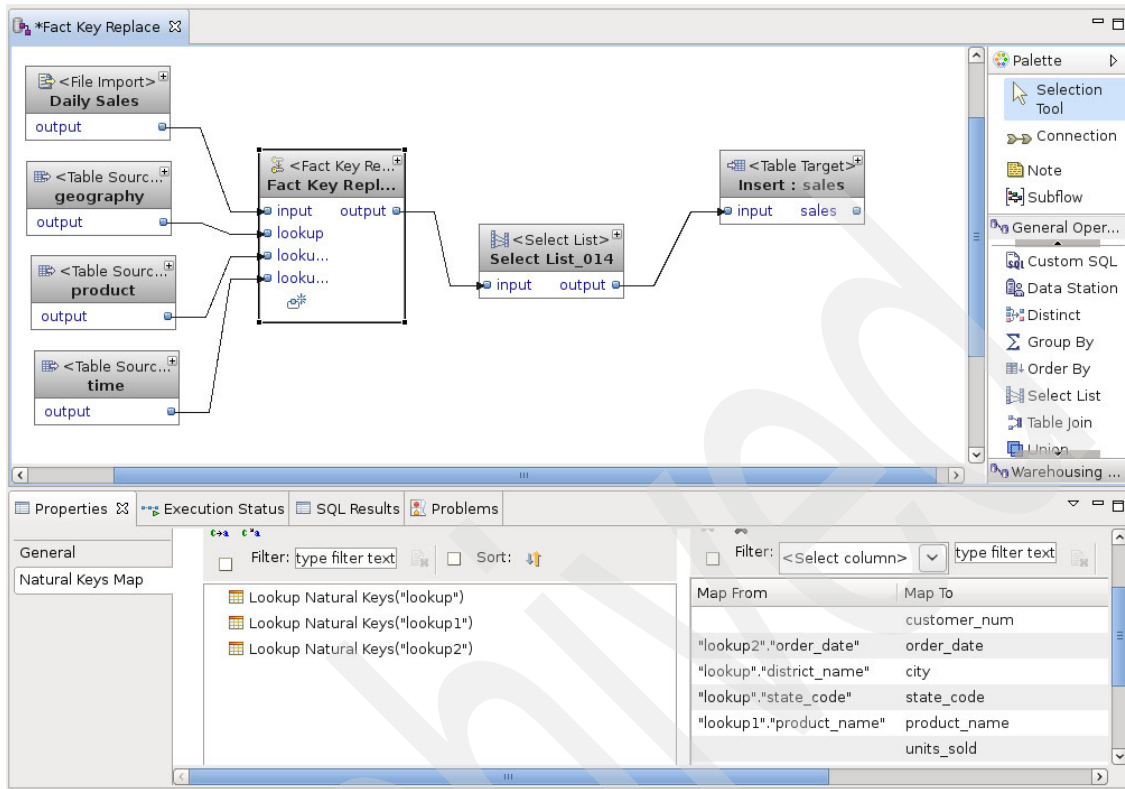 *Fact Key Replace
Palette
Selection Tool
Connection
Note
Subflow
General Oper...
Custom SQL
Data Station
Distinct
Group By
Order By
Select List
Table Join
Union
Warehousing ...
<File Import>
Daily Sales
output
<Table Sourc...
geography
output
<Table Sourc...
product
output
<Table Sourc...
time
output
<Fact Key Re...
Fact Key Repl...
input output
lookup
looku...
looku...
<Select List>
Select List_014
input output
<Table Target>
Insert : sales
input sales
Properties Execution Status SQL Results Problems
General
Natural Keys Map
Filter: type filter text Sort:
Lookup Natural Keys("lookup")
Lookup Natural Keys("lookup1")
Lookup Natural Keys("lookup2")
Filter: <Select column> type filter text
Map From Map To
customer_num
"lookup2"."order_date" order_date
"lookup"."district_name" city
"lookup"."state_code" state_code
"lookup1"."product_name" product_name
units_sold